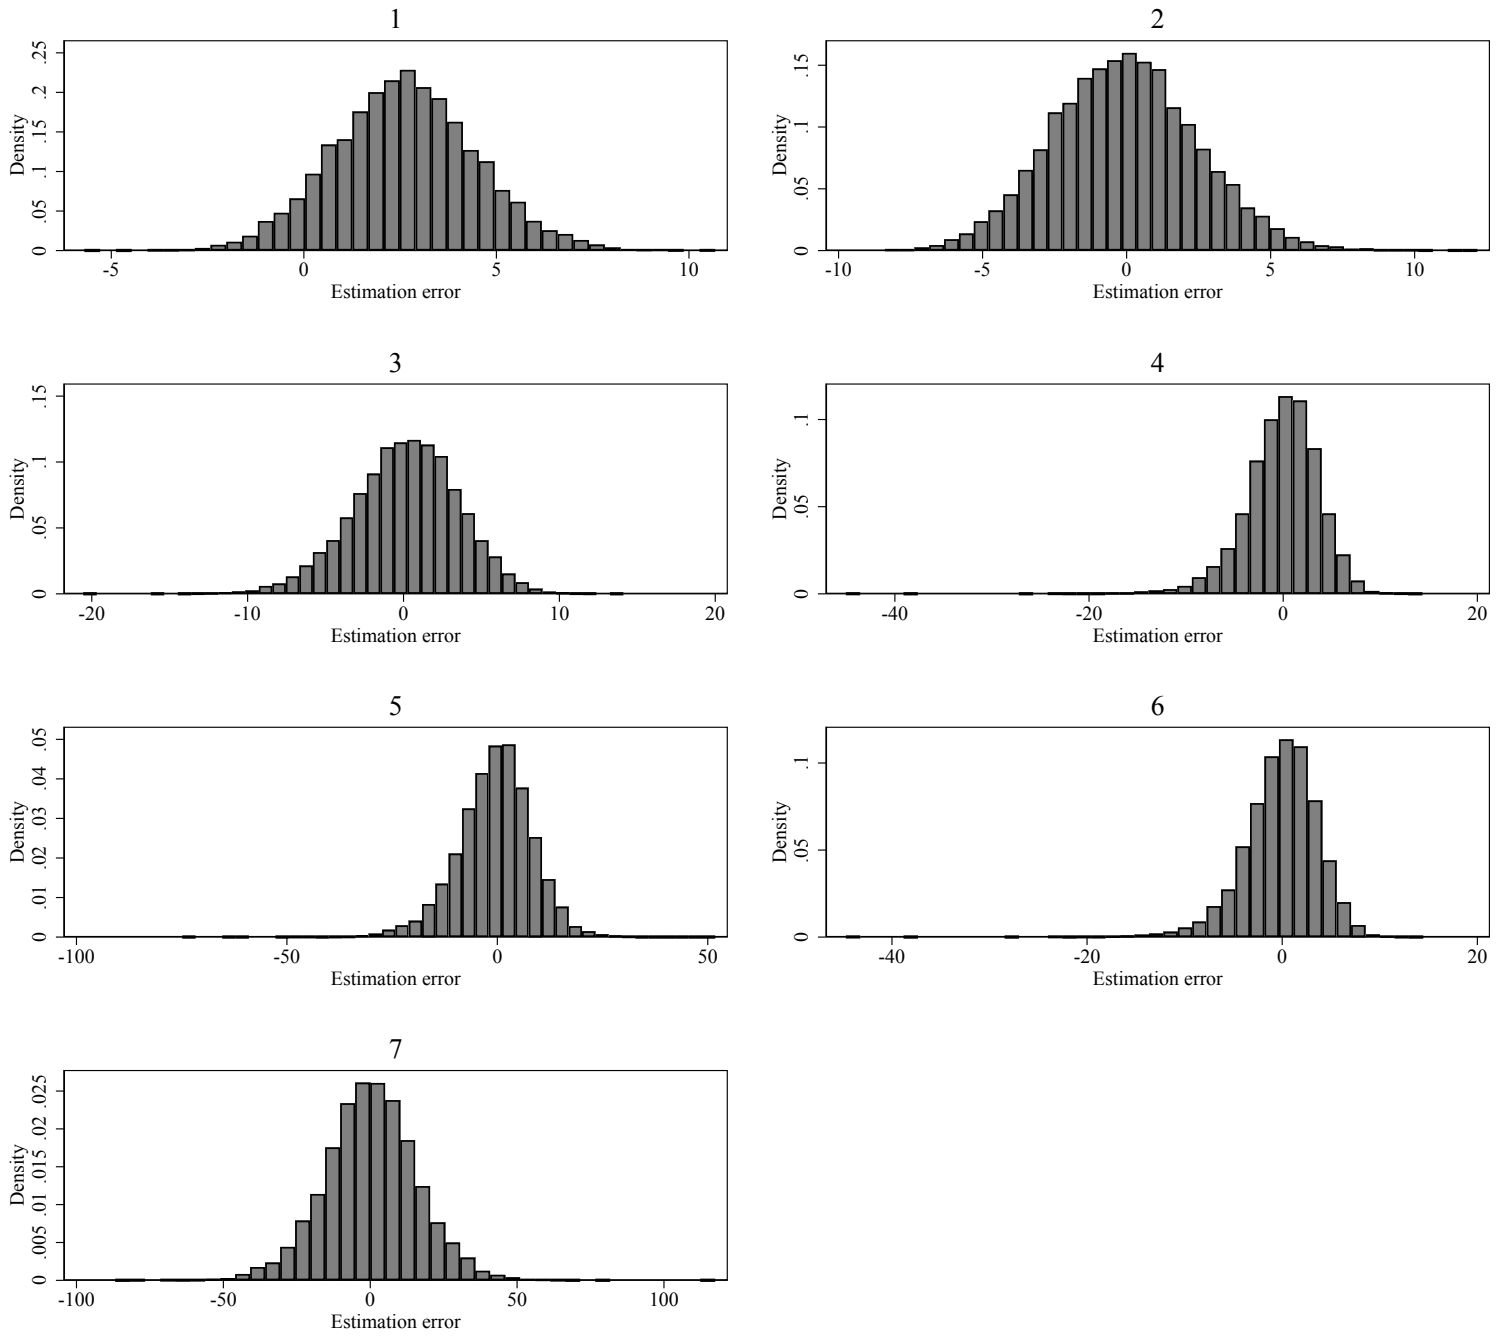 1
Density
.25
.2
.15
.1
.05
0
-5 0 5 10
Estimation error
2
Density
.15
.1
.05
0
-10 -5 0 5 10
Estimation error
3
Density
.15
.1
.05
0
-20 -10 0 10 20
Estimation error
4
Density
.1
.05
0
-40 -20 0 20
Estimation error
5
Density
.05
.04
.03
.02
.01
0
-100 -50 0 50
Estimation error
6
Density
.1
.05
0
-40 -20 0 20
Estimation error
7
Density
.025
.02
.015
.01
.005
0
-100 -50 0 50 100
Estimation error